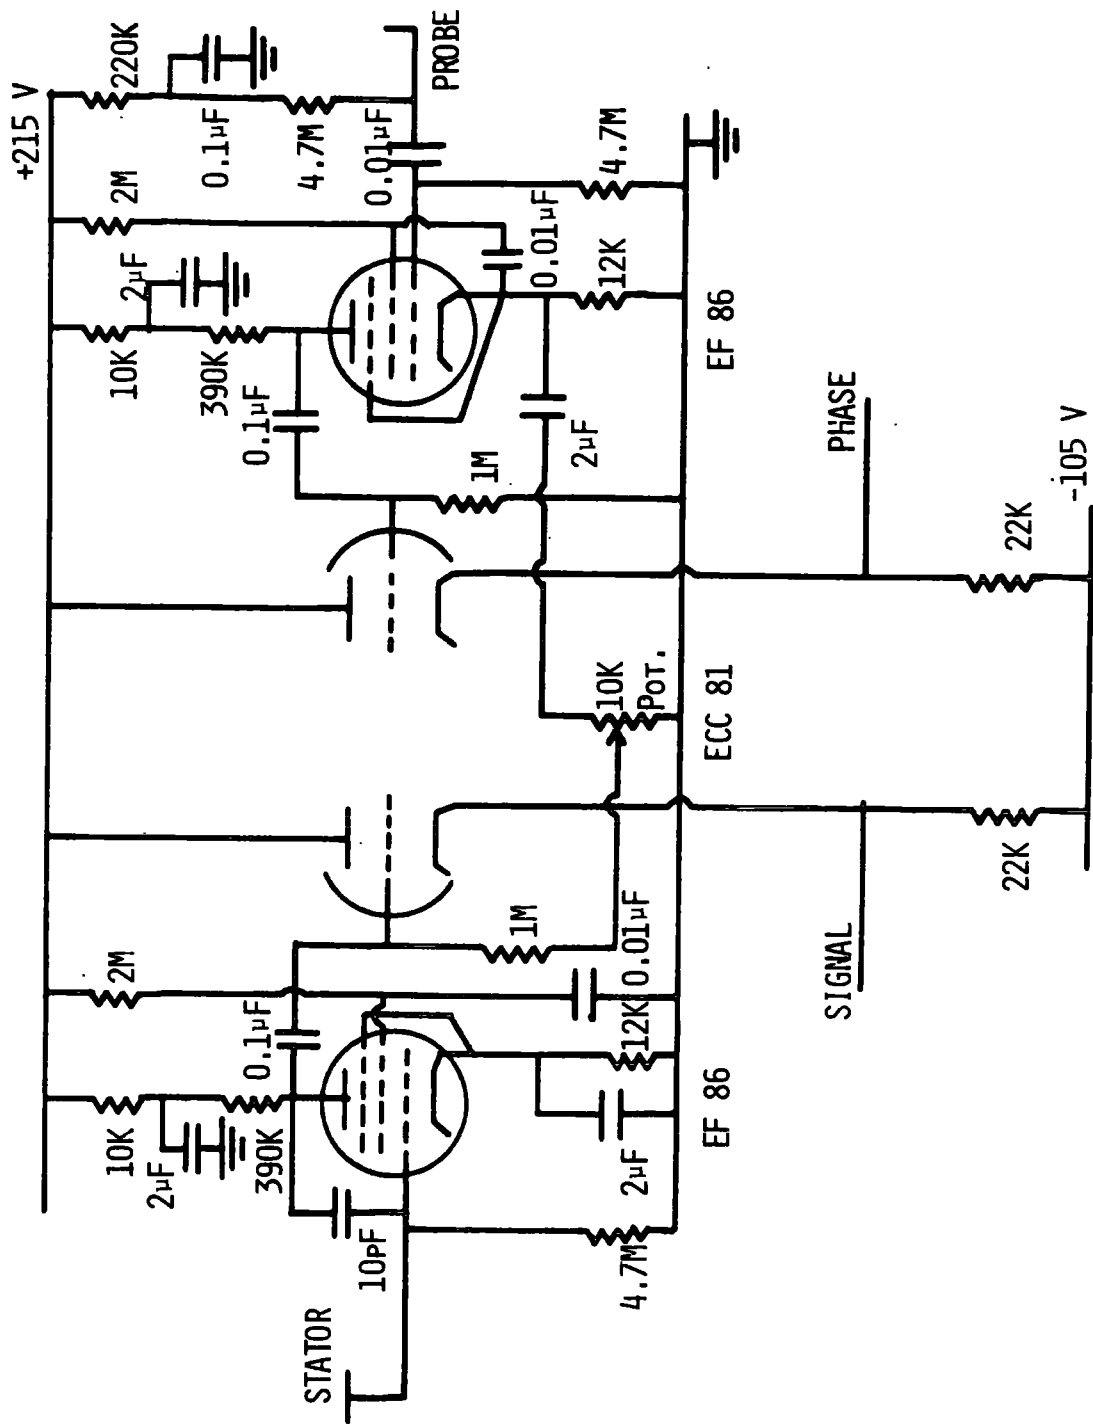 +215 V
220K
0.1µF
4.7M
PROBE
0.01µF
2M
4.7M
0.01µF
2µF
10K
390K
12K
EF 86
0.1µF
2µF
1M
PHASE
22K
-105 V
10K
POT.
ECC 81
22K
SIGNAL
1M
0.01µF
2M
0.1µF
12K
10K
2µF
390K
EF 86
2µF
10PF
4.7M
STATOR